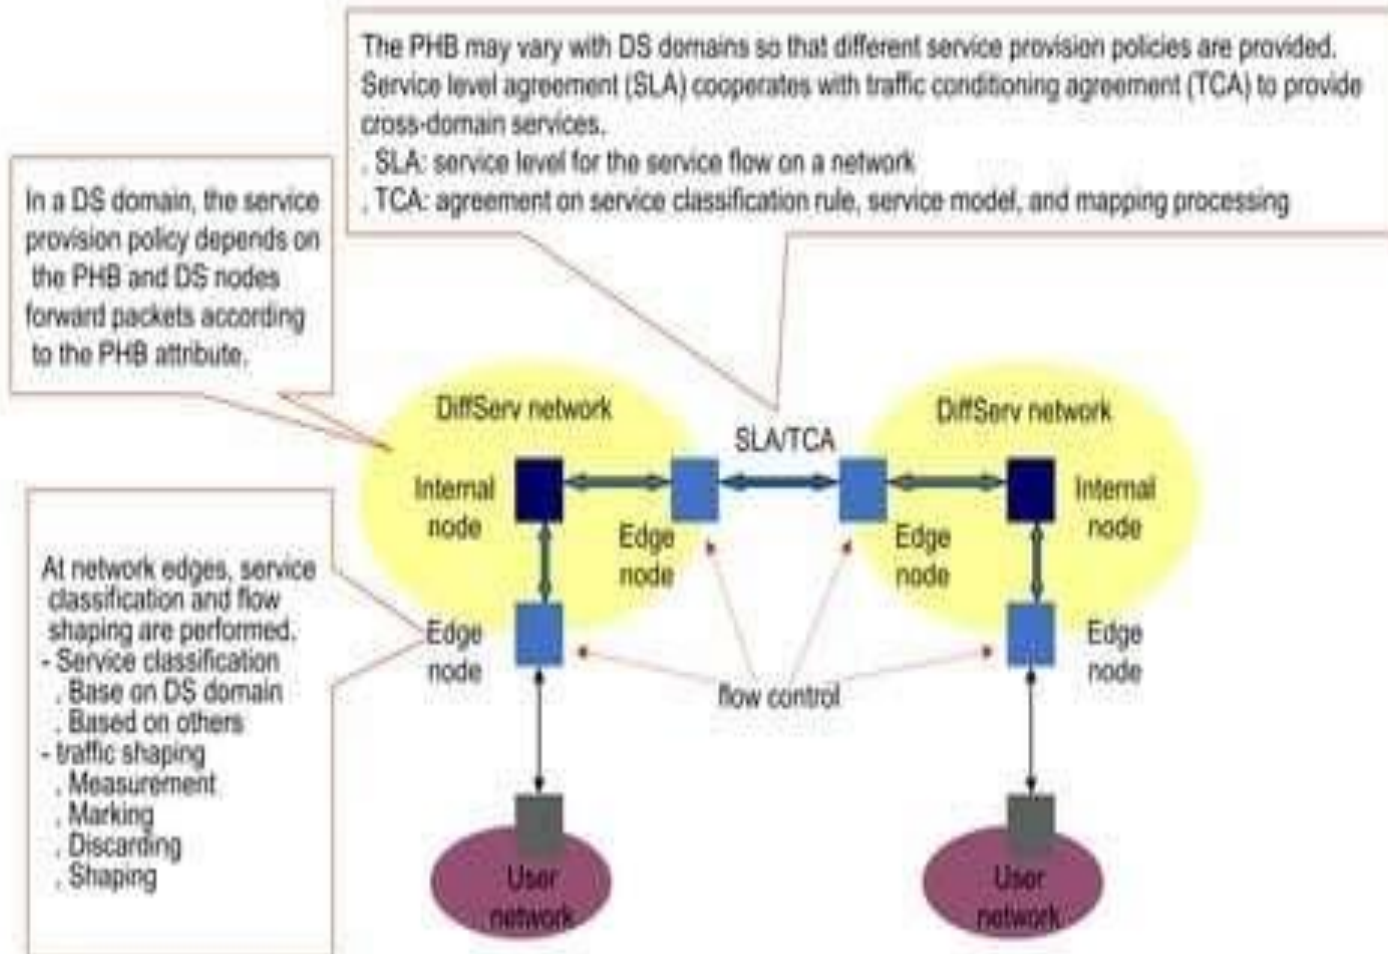 The PHB may vary with DS domains so that different service provision policies are provided.
Service level agreement (SLA) cooperates with traffic conditioning agreement (TCA) to provide
cross-domain services.
. SLA: service level for the service flow on a network
. TCA: agreement on service classification rule, service model, and mapping processing
In a DS domain, the service
provision policy depends on
the PHB and DS nodes
forward packets according
to the PHB attribute.
DiffServ network
DiffServ network
SLA/TCA
Internal
node
Edge
node
Edge
node
Internal
node
At network edges, service
classification and flow
shaping are performed.
- Service classification
. Base on DS domain
. Based on others
- traffic shaping
. Measurement
. Marking
. Discarding
. Shaping
Edge
node
Edge
node
flow control
User
network
User
network